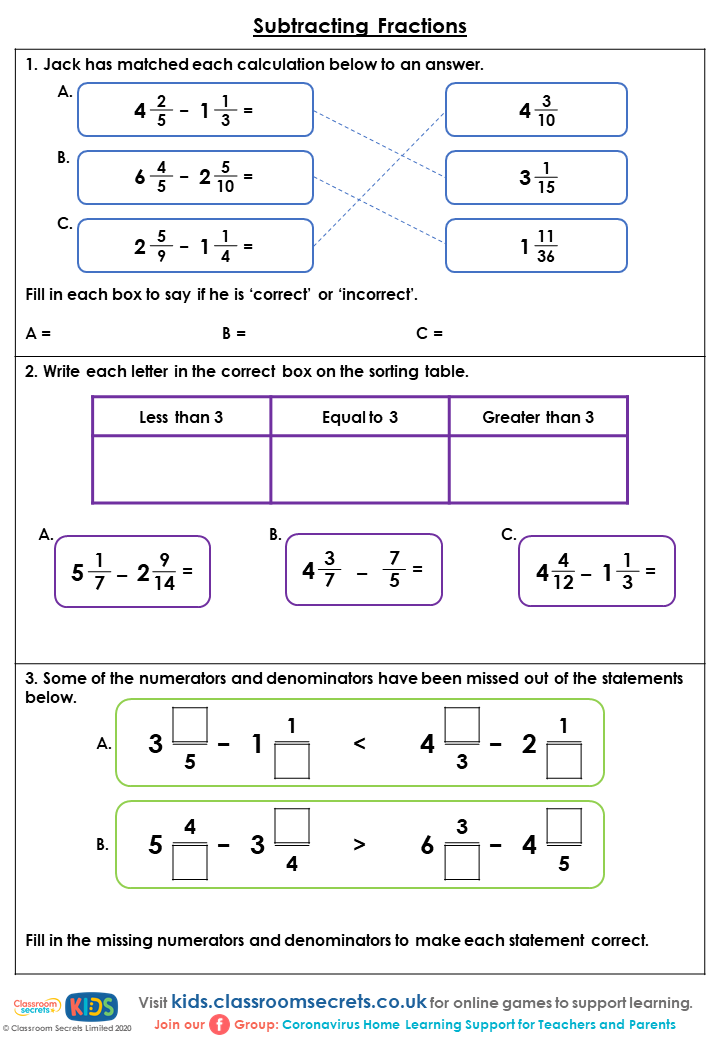 Subtracting Fractions
1. Jack has matched each calculation below to an answer.
A. 4 2/5 – 1 1/3 =
4 3/10
B. 6 4/5 – 2 5/10 =
3 1/15
C. 2 5/9 – 1 1/4 =
1 11/36
Fill in each box to say if he is ‘correct’ or ‘incorrect’.
A = B = C =
2. Write each letter in the correct box on the sorting table.
Less than 3 Equal to 3 Greater than 3
A. 5 1/7 – 2 9/14 =
B. 4 3/7 – 7/5 =
C. 4 4/12 – 1 1/3 =
3. Some of the numerators and denominators have been missed out of the statements
below.
A. 3 □/5 – 1 1/□ < 4 □/3 – 2 1/□
B. 5 4/□ – 3 □/4 > 6 3/□ – 4 □/5
Fill in the missing numerators and denominators to make each statement correct.
Classroom Secrets KIDS
© Classroom Secrets Limited 2020
Visit kids.classroomsecrets.co.uk for online games to support learning.
Join our f Group: Coronavirus Home Learning Support for Teachers and Parents